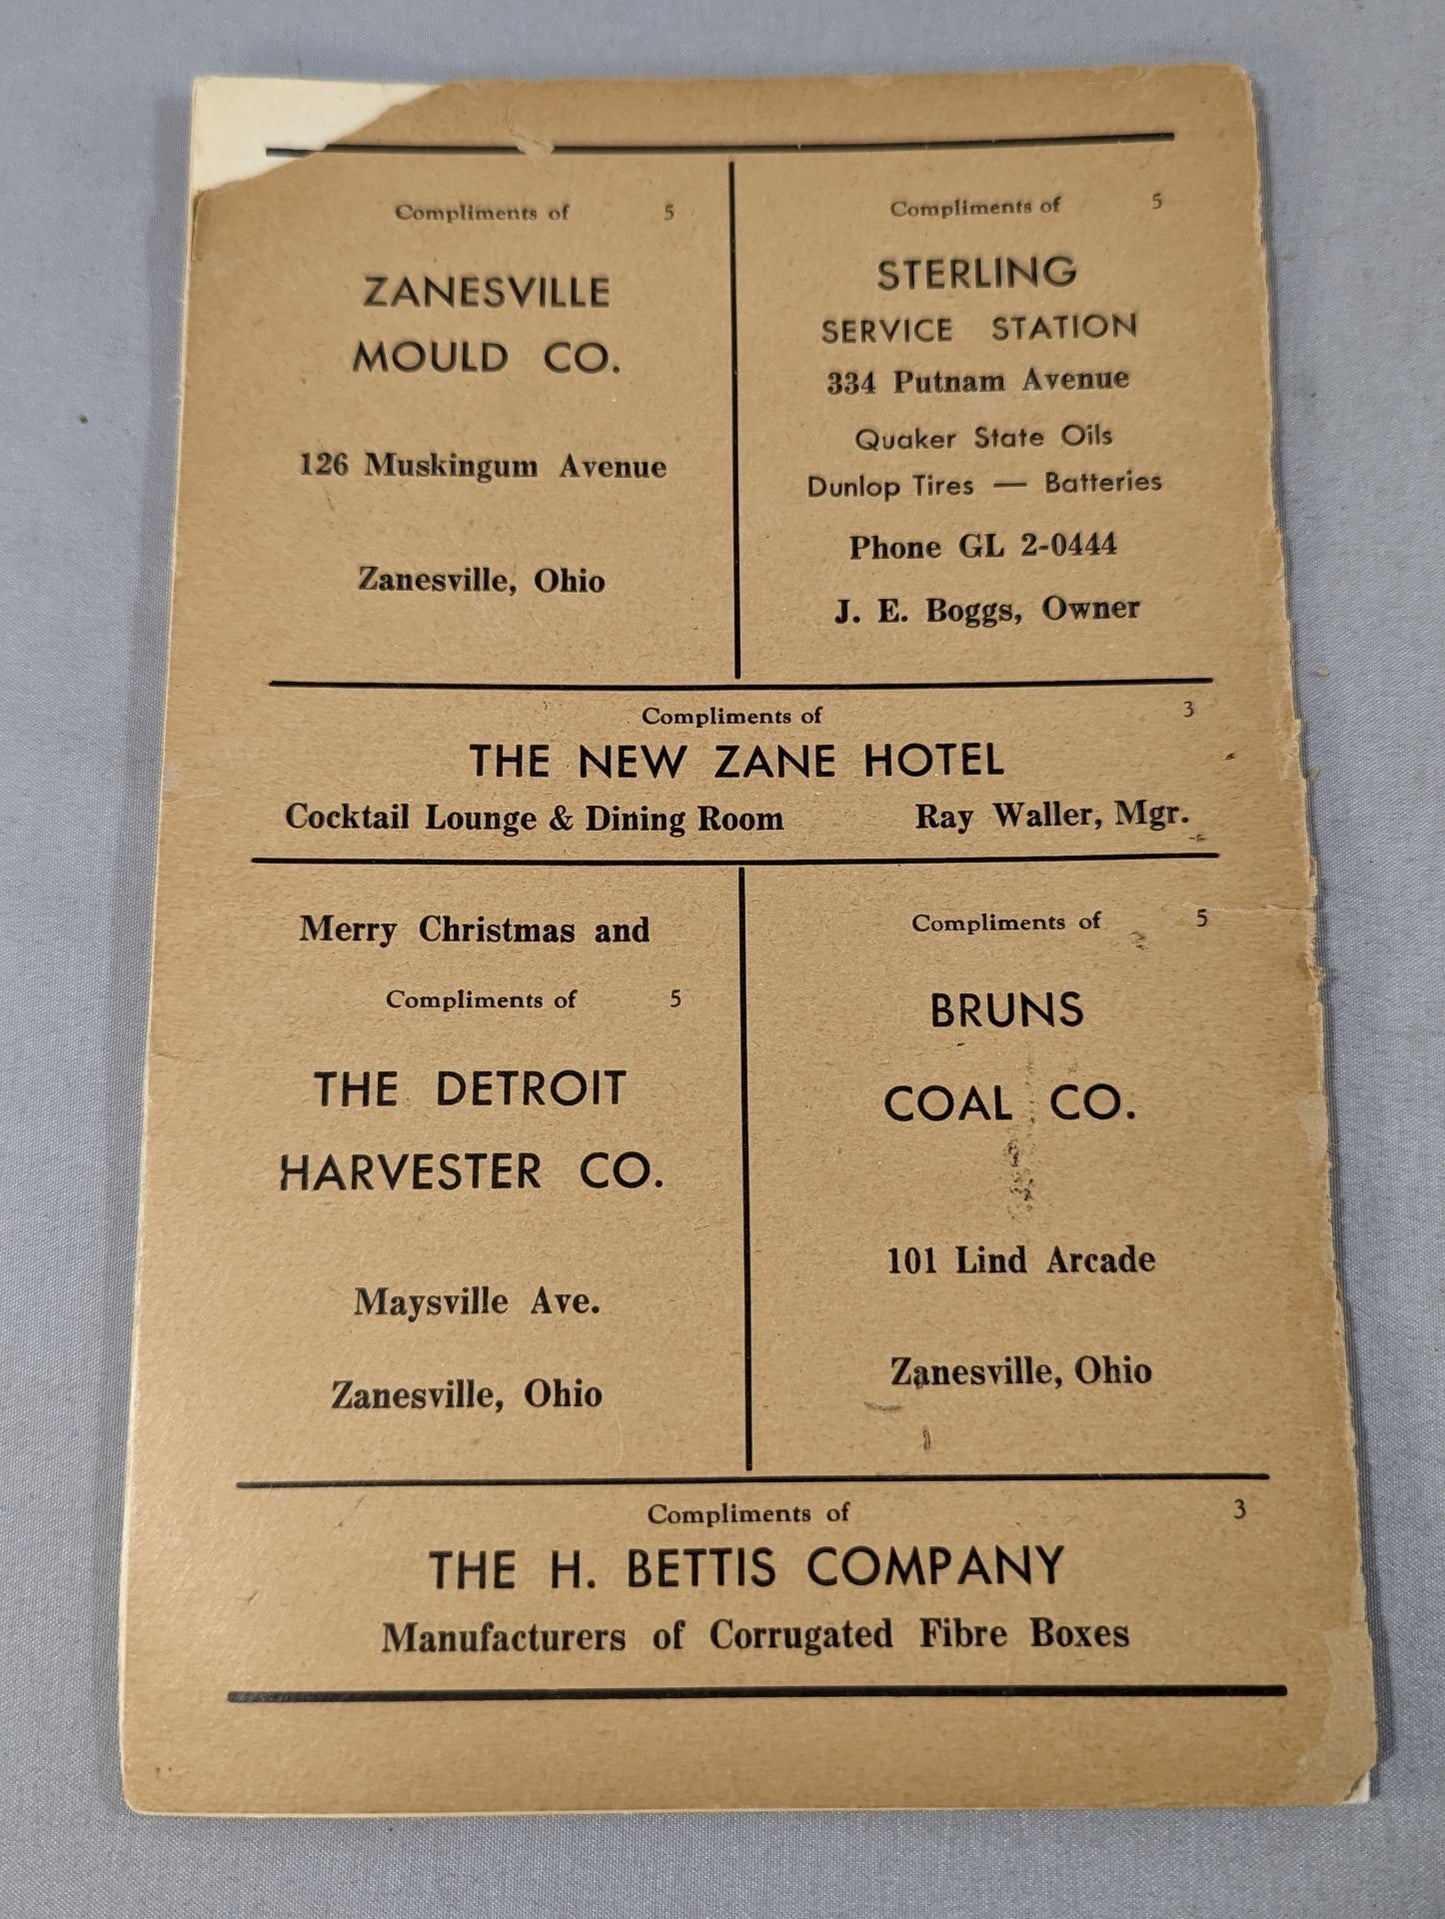 Compliments of 5
ZANESVILLE
MOULD CO.
126 Muskingum Avenue
Zanesville, Ohio
Compliments of 5
STERLING
SERVICE STATION
334 Putnam Avenue
Quaker State Oils
Dunlop Tires — Batteries
Phone GL 2-0444
J. E. Boggs, Owner
Compliments of 3
THE NEW ZANE HOTEL
Cocktail Lounge & Dining Room Ray Waller, Mgr.
Merry Christmas and
Compliments of 5
THE DETROIT
HARVESTER CO.
Maysville Ave.
Zanesville, Ohio
Compliments of 5
BRUNS
COAL CO.
101 Lind Arcade
Zanesville, Ohio
Compliments of 3
THE H. BETTIS COMPANY
Manufacturers of Corrugated Fibre Boxes